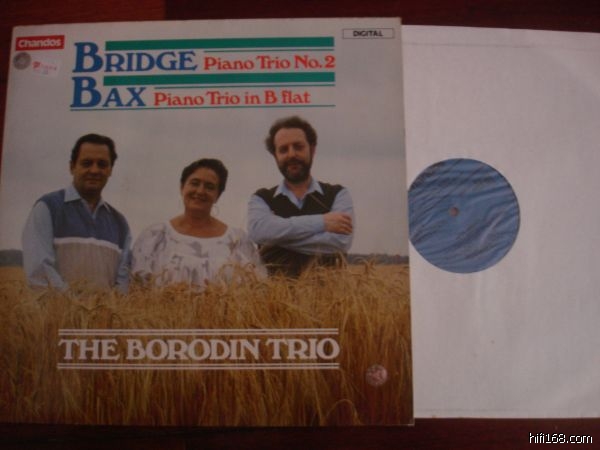 Chandos
DIGITAL
BRIDGE Piano Trio No. 2
BAX Piano Trio in B flat
THE BORODIN TRIO
hifi168.com